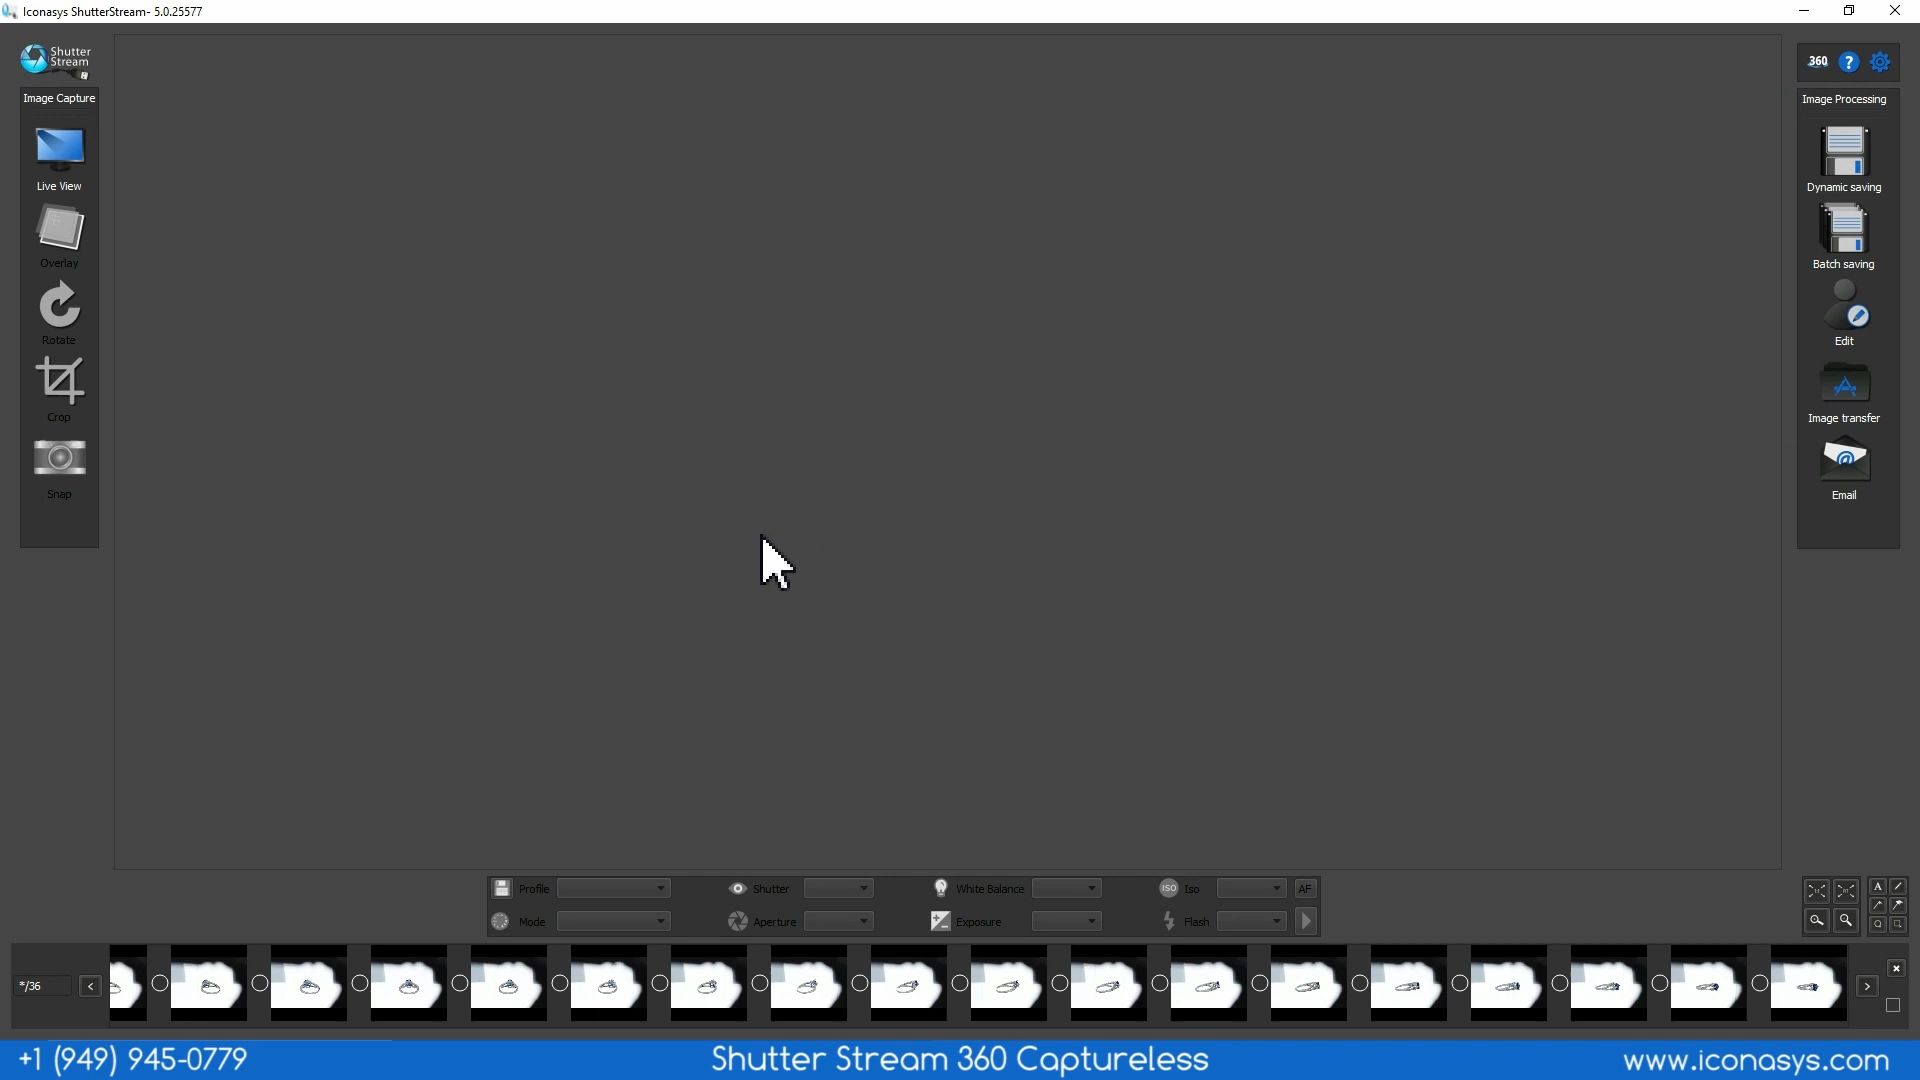 Iconasys ShutterStream- 5.0.25577
Shutter
Stream
360
?
Image Capture
Image Processing
Live View
Dynamic saving
Overlay
Batch saving
Rotate
Edit
Crop
Image transfer
Snap
@
Email
Profile
Shutter
White Balance
ISO
Iso
AF
A
Mode
Aperture
Exposure
Flash
*/36
<
>
+1 (949) 945-0779
Shutter Stream 360 Captureless
www.iconasys.com